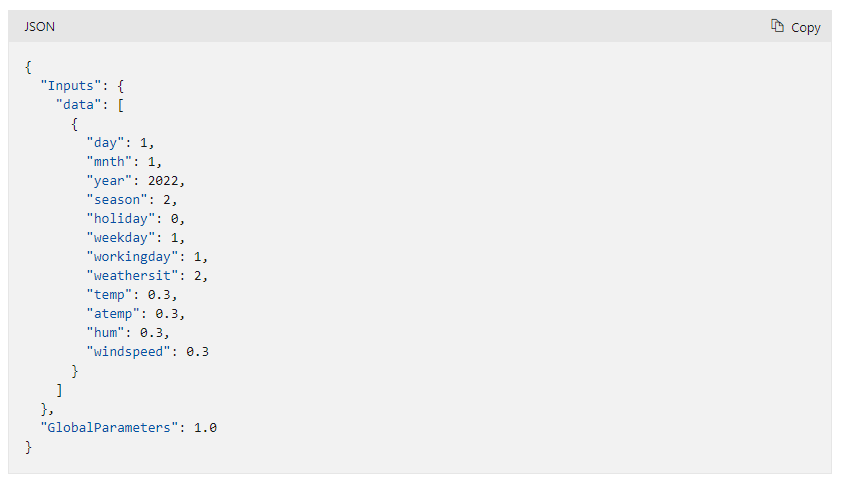 JSON
Copy
{
  "Inputs": {
    "data": [
      {
        "day": 1,
        "mnth": 1,
        "year": 2022,
        "season": 2,
        "holiday": 0,
        "weekday": 1,
        "workingday": 1,
        "weathersit": 2,
        "temp": 0.3,
        "atemp": 0.3,
        "hum": 0.3,
        "windspeed": 0.3
      }
    ]
  },
  "GlobalParameters": 1.0
}